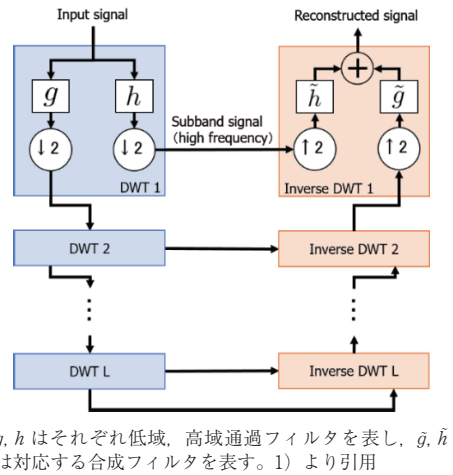 Input signal
Reconstructed signal
g
h
↓2
↓2
DWT 1
Subband signal
(high frequency)
+
h̃
g̃
↑2
↑2
Inverse DWT 1
DWT 2
Inverse DWT 2
⋮
⋮
DWT L
Inverse DWT L
g, h はそれぞれ低域，高域通過フィルタを表し，g̃, h̃
は対応する合成フィルタを表す。1）より引用